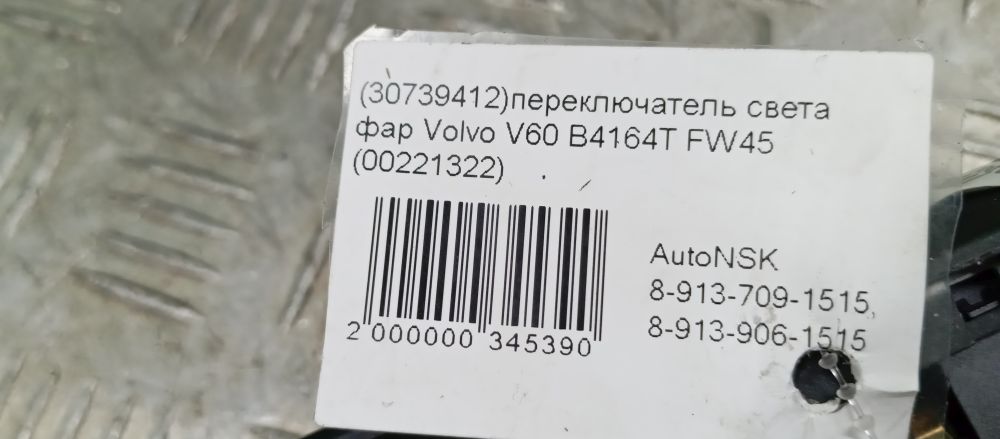 (30739412)переключатель света
фар Volvo V60 B4164T FW45
(00221322)
AutoNSK
8-913-709-1515,
8-913-906-1515
2 000000 345390